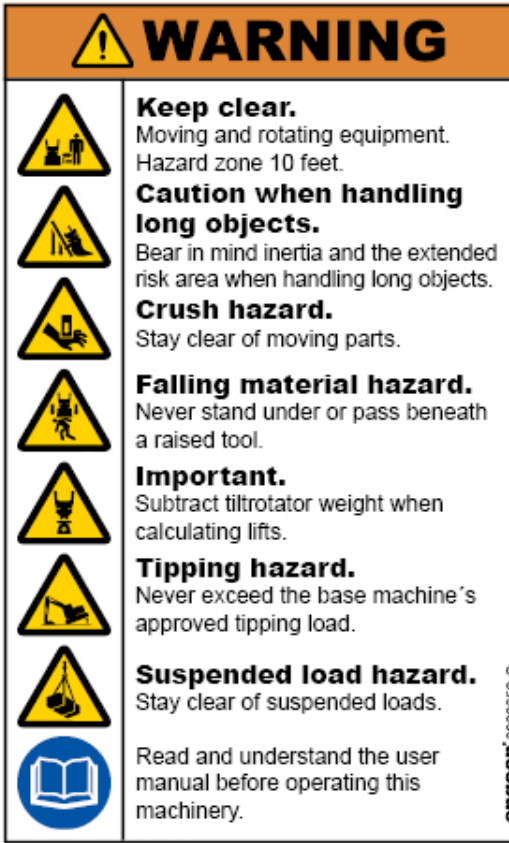 WARNING
Keep clear.
Moving and rotating equipment.
Hazard zone 10 feet.
Caution when handling
long objects.
Bear in mind inertia and the extended
risk area when handling long objects.
Crush hazard.
Stay clear of moving parts.
Falling material hazard.
Never stand under or pass beneath
a raised tool.
Important.
Subtract tiltrotator weight when
calculating lifts.
Tipping hazard.
Never exceed the base machine´s
approved tipping load.
Suspended load hazard.
Stay clear of suspended loads.
Read and understand the user
manual before operating this
machinery.